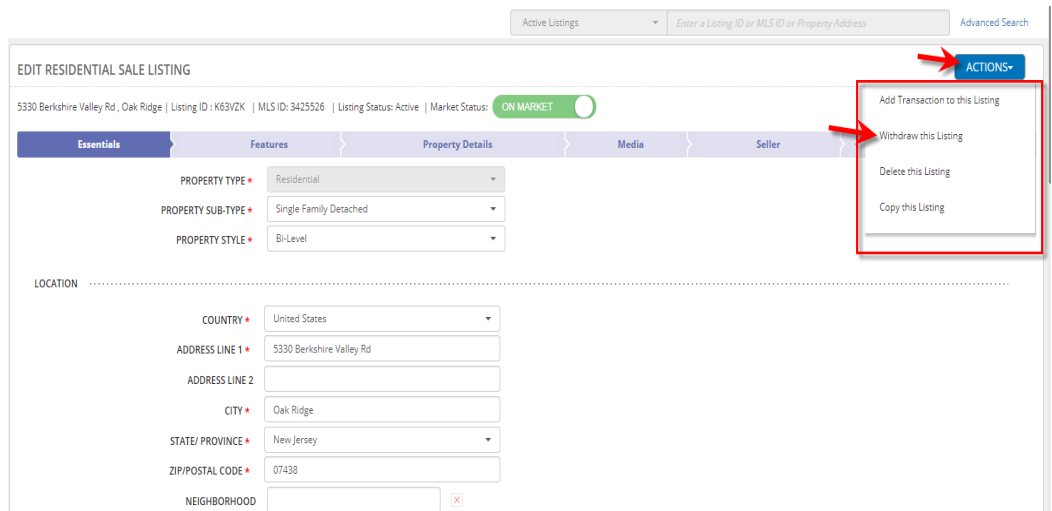 Active Listings Enter a Listing ID or MLS ID or Property Address Advanced Search
EDIT RESIDENTIAL SALE LISTING ACTIONS
5330 Berkshire Valley Rd , Oak Ridge | Listing ID : K63VZK | MLS ID: 3425526 | Listing Status: Active | Market Status: ON MARKET
Add Transaction to this Listing
Withdraw this Listing
Delete this Listing
Copy this Listing
Essentials Features Property Details Media Seller
PROPERTY TYPE * Residential
PROPERTY SUB-TYPE * Single Family Detached
PROPERTY STYLE * Bi-Level
LOCATION
COUNTRY * United States
ADDRESS LINE 1 * 5330 Berkshire Valley Rd
ADDRESS LINE 2
CITY * Oak Ridge
STATE/ PROVINCE * New Jersey
ZIP/POSTAL CODE * 07438
NEIGHBORHOOD X